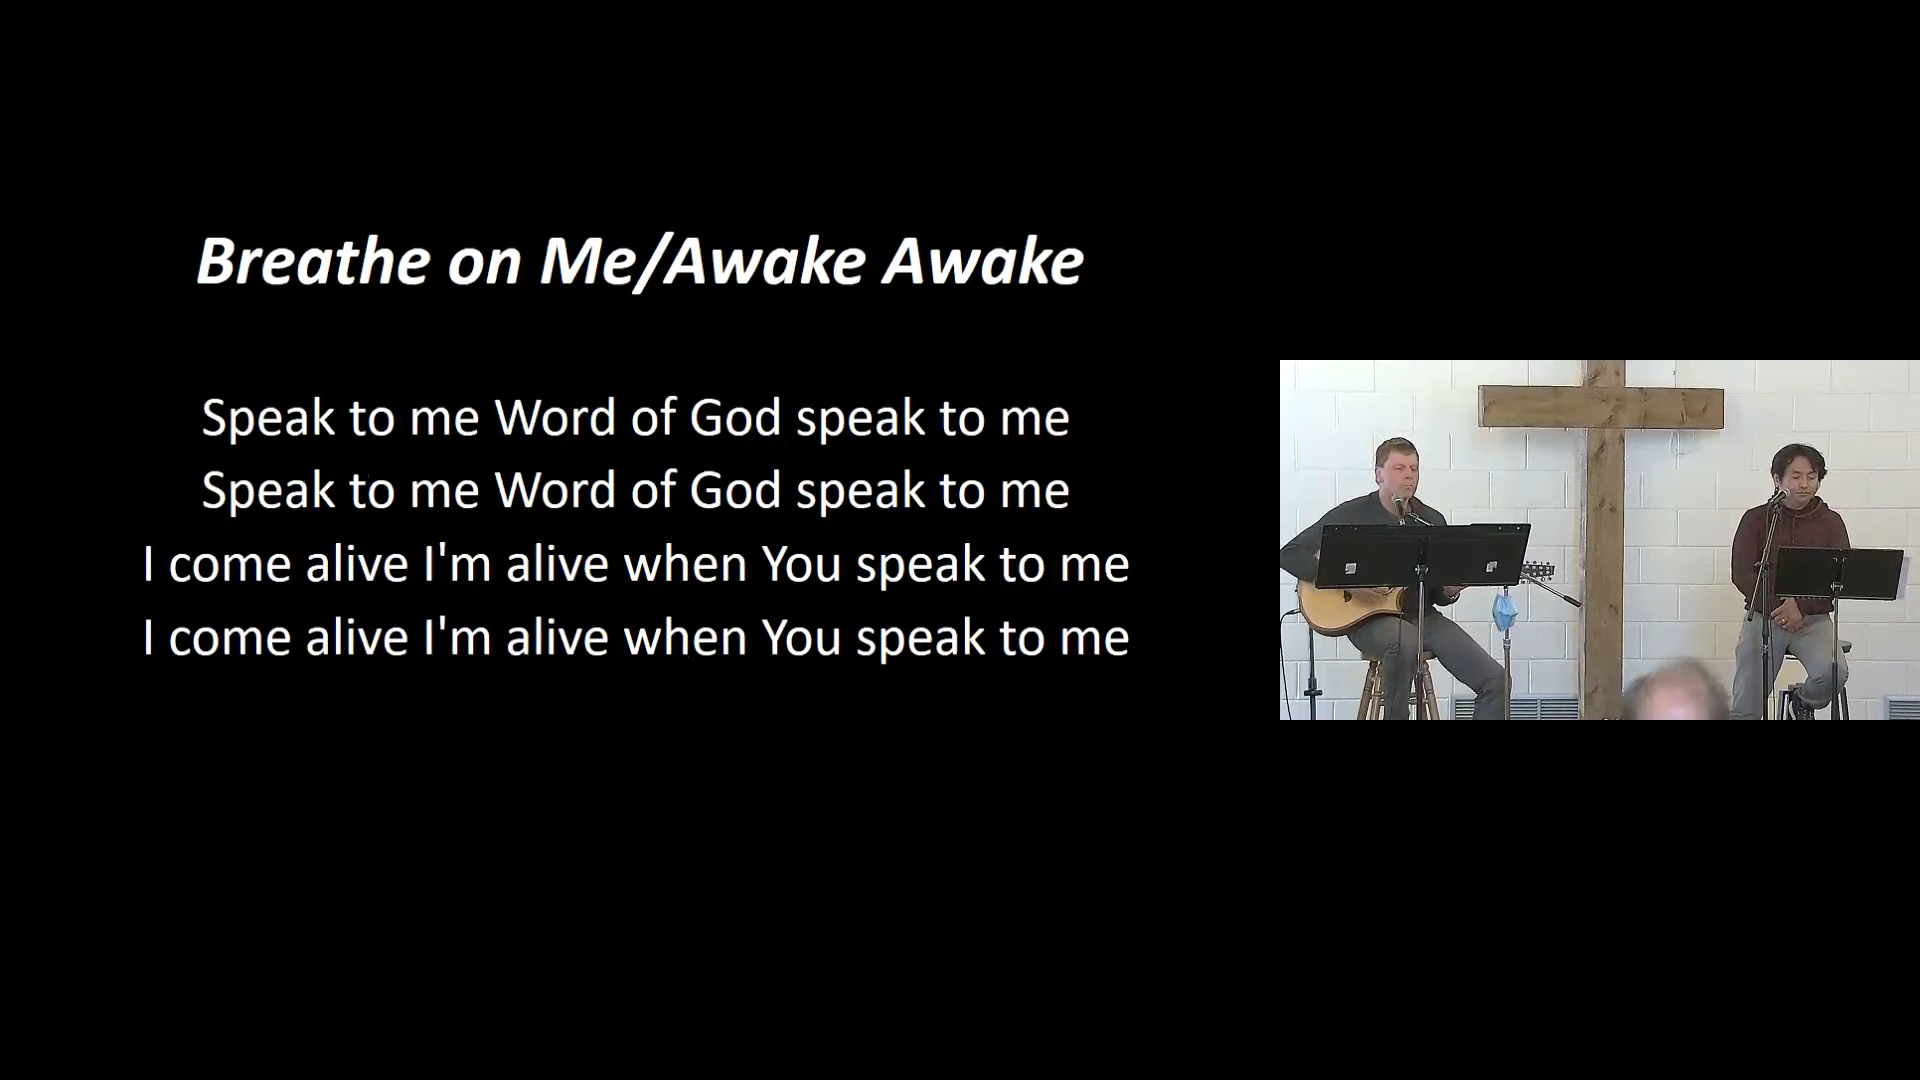 Breathe on Me/Awake Awake
Speak to me Word of God speak to me
Speak to me Word of God speak to me
I come alive I'm alive when You speak to me
I come alive I'm alive when You speak to me